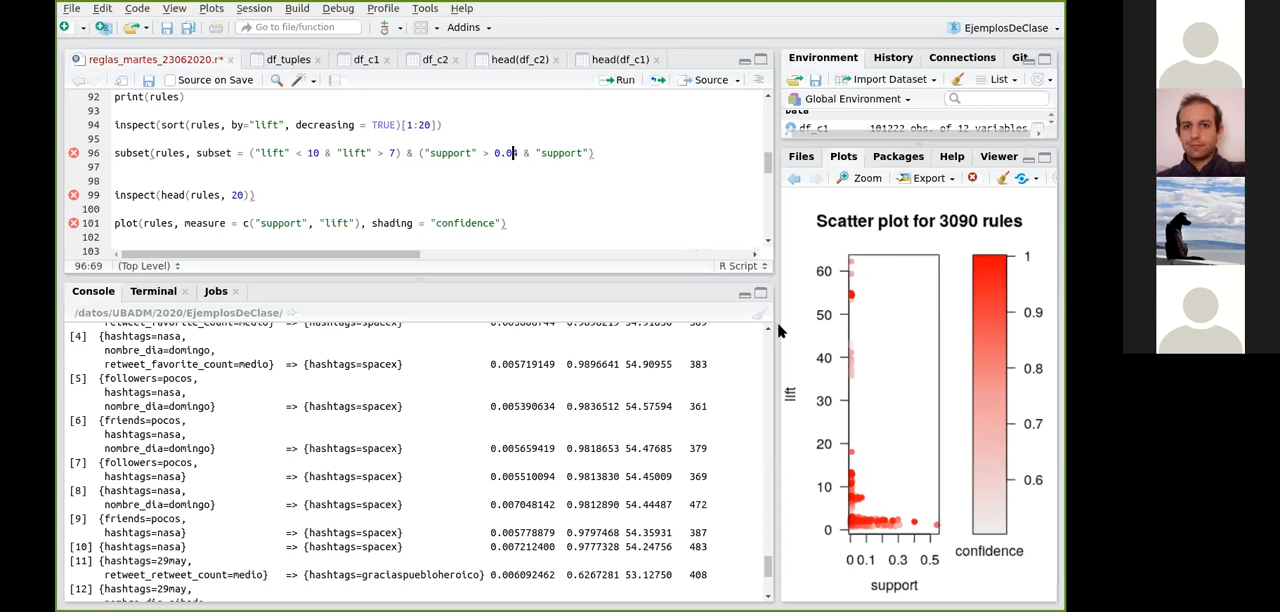 File Edit Code View Plots Session Build Debug Profile Tools Help
Go to file/function Addins EjemplosDeClase
reglas_martes_23062020.r* df_tuples df_c1 df_c2 head(df_c2) head(df_c1)
Source on Save Run Source
92 print(rules)
93
94 inspect(sort(rules, by="lift", decreasing = TRUE)[1:20])
95
96 subset(rules, subset = ("lift" < 10 & "lift" > 7) & ("support" > 0.04 & "support")
97
98
99 inspect(head(rules, 20))
100
101 plot(rules, measure = c("support", "lift"), shading = "confidence")
102
103
96:69 (Top Level) R Script
Console Terminal Jobs
/datos/UBADM/2020/EjemplosDeClase/
[4] {hashtags=nasa,
nombre_dia=domingo,
retweet_favorite_count=medio} => {hashtags=spacex} 0.005719149 0.9896641 54.90955 383
[5] {followers=pocos,
hashtags=nasa,
nombre_dia=domingo} => {hashtags=spacex} 0.005390634 0.9836512 54.57594 361
[6] {friends=pocos,
hashtags=nasa,
nombre_dia=domingo} => {hashtags=spacex} 0.005659419 0.9818653 54.47685 379
[7] {followers=pocos,
hashtags=nasa} => {hashtags=spacex} 0.005510094 0.9813830 54.45009 369
[8] {hashtags=nasa,
nombre_dia=domingo} => {hashtags=spacex} 0.007048142 0.9812890 54.44487 472
[9] {friends=pocos,
hashtags=nasa} => {hashtags=spacex} 0.005778879 0.9797468 54.35931 387
[10] {hashtags=nasa} => {hashtags=spacex} 0.007212400 0.9777328 54.24756 483
[11] {hashtags=29may,
retweet_retweet_count=medio} => {hashtags=graciaspuebloheroico} 0.006092462 0.6267281 53.12750 408
[12] {hashtags=29may,
Environment History Connections Git
Import Dataset List
Global Environment
Data
df_c1 101222 obs. of 12 variables
Files Plots Packages Help Viewer
Zoom Export
Scatter plot for 3090 rules
60
50
40
30
20
10
0
lift
0 0.1 0.3 0.5
support
1
0.9
0.8
0.7
0.6
confidence